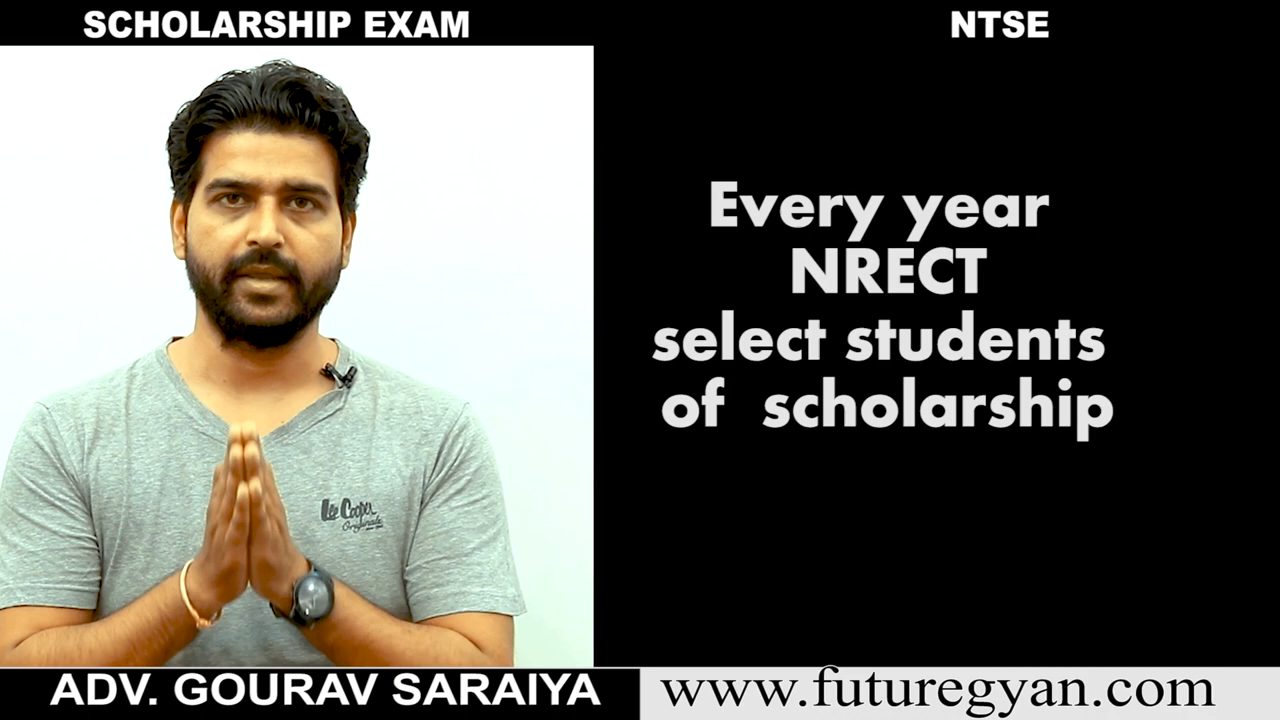 SCHOLARSHIP EXAM
NTSE
Every year
NRECT
select students
of scholarship
Lee Cooper
Originals
ADV. GOURAV SARAIYA
www.futuregyan.com